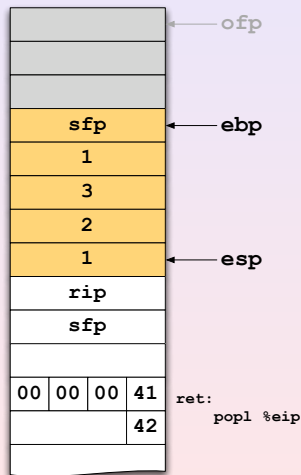 ofp
sfp ebp
1
3
2
1 esp
rip
sfp
00 00 00 41 ret:
popl %eip
42